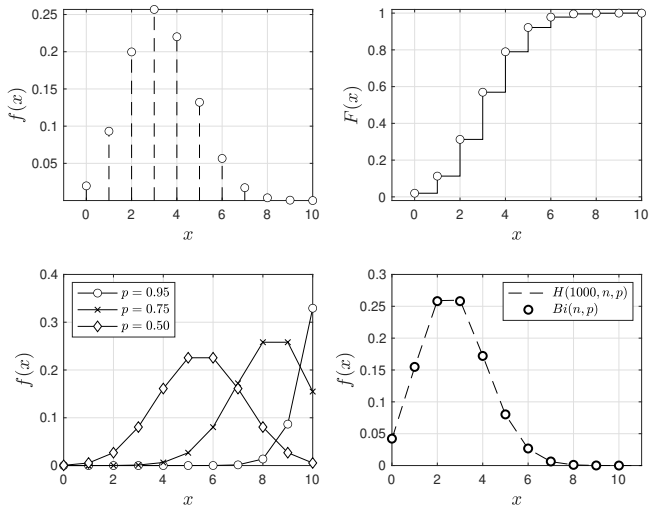 f(x)
0.25
0.2
0.15
0.1
0.05
0 2 4 6 8 10
x
F(x)
1
0.8
0.6
0.4
0.2
0
0 2 4 6 8 10
x
f(x)
0.4
0.3
0.2
0.1
0
0 2 4 6 8 10
x
p = 0.95
p = 0.75
p = 0.50
f(x)
0.3
0.25
0.2
0.15
0.1
0.05
0
0 2 4 6 8 10
x
H(1000, n, p)
Bi(n, p)